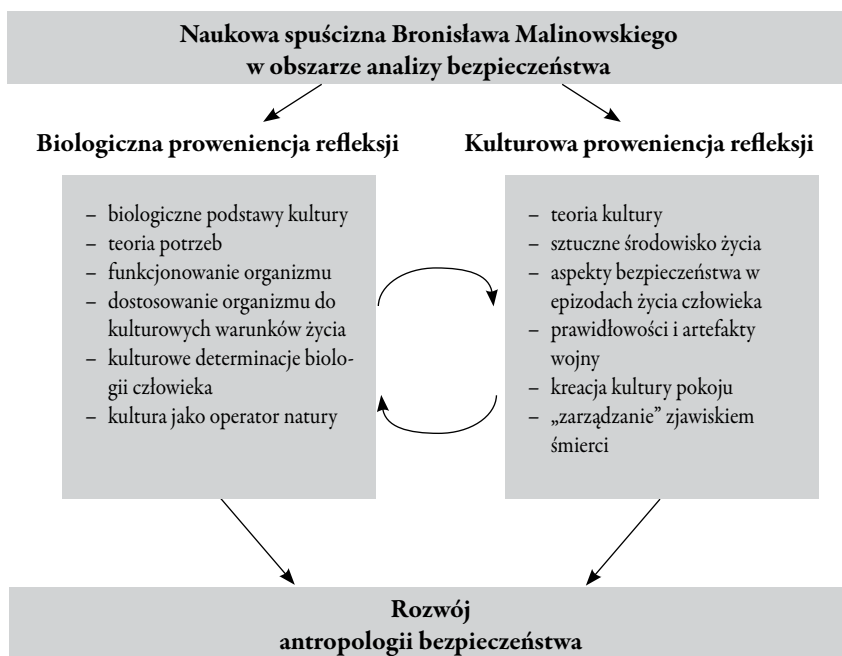 Naukowa spuścizna Bronisława Malinowskiego
w obszarze analizy bezpieczeństwa
Biologiczna proweniencja refleksji
– biologiczne podstawy kultury
– teoria potrzeb
– funkcjonowanie organizmu
– dostosowanie organizmu do
kulturowych warunków życia
– kulturowe determinacje biolo-
gii człowieka
– kultura jako operator natury
Kulturowa proweniencja refleksji
– teoria kultury
– sztuczne środowisko życia
– aspekty bezpieczeństwa w
epizodach życia człowieka
– prawidłowości i artefakty
wojny
– kreacja kultury pokoju
– „zarządzanie” zjawiskiem
śmierci
Rozwój
antropologii bezpieczeństwa